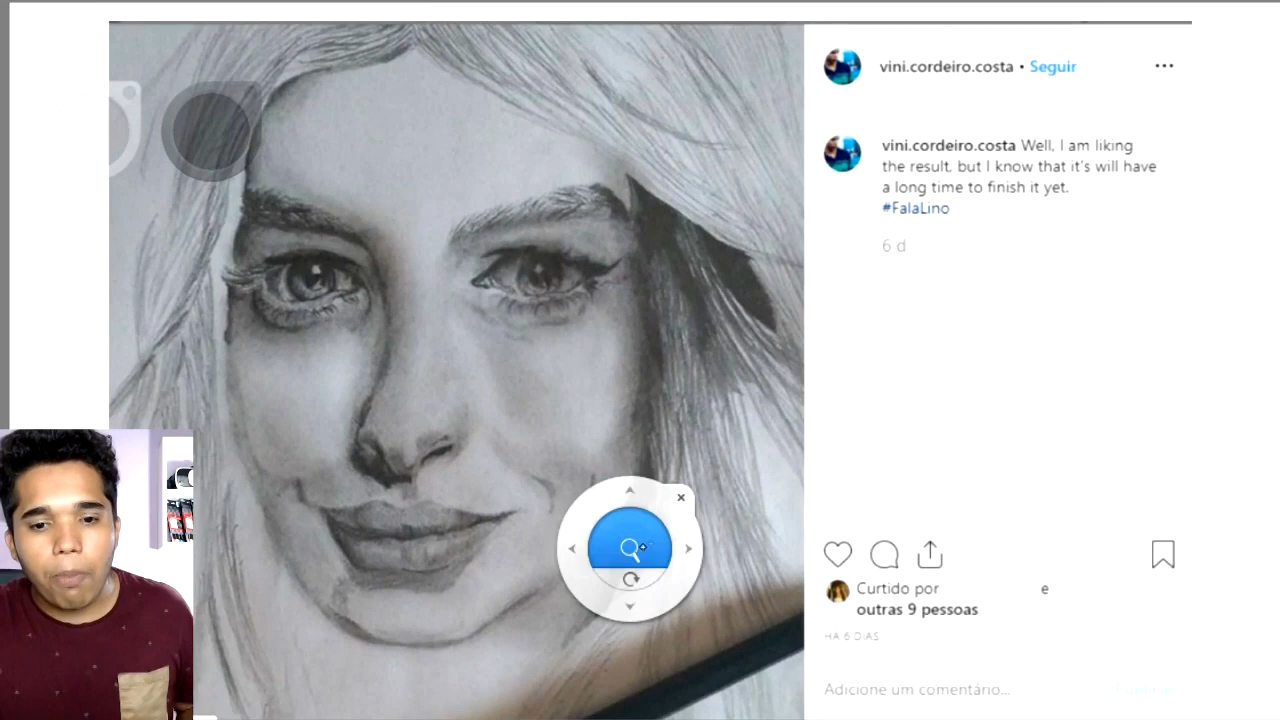 vini.cordeiro.costa • Seguir
vini.cordeiro.costa Well, I am liking
the result, but I know that it's will have
a long time to finish it yet.
#FalaLino
6 d
Curtido por e
outras 9 pessoas
HÁ 6 DIAS
Adicione um comentário...